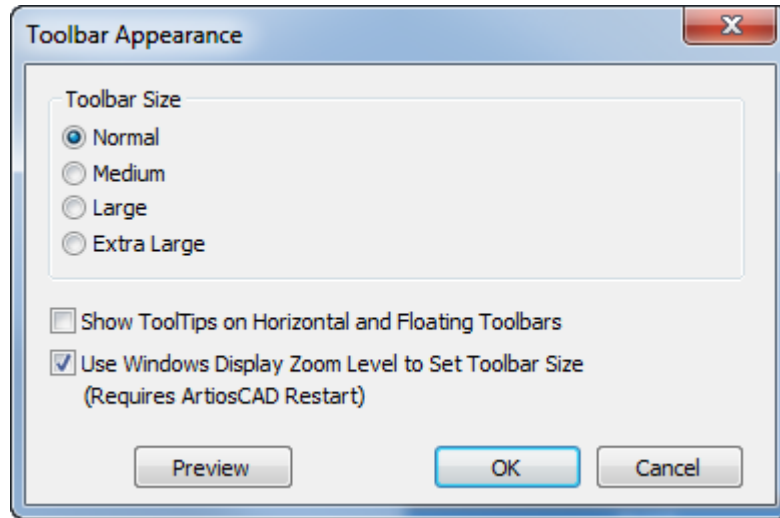 Toolbar Appearance
Toolbar Size
Normal
Medium
Large
Extra Large
Show ToolTips on Horizontal and Floating Toolbars
Use Windows Display Zoom Level to Set Toolbar Size
(Requires ArtiosCAD Restart)
Preview OK Cancel